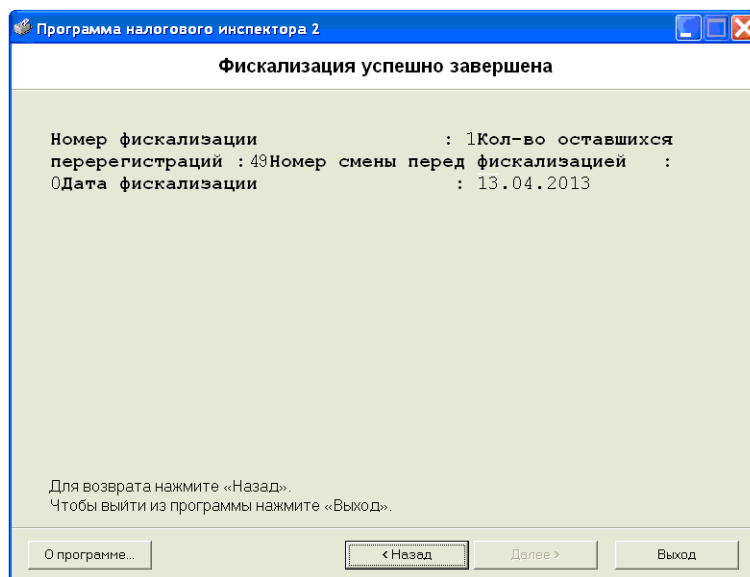 Программа налогового инспектора 2
Фискализация успешно завершена
Номер фискализации : 1Кол-во оставшихся
перерегистраций : 49Номер смены перед фискализацией :
0Дата фискализации : 13.04.2013
Для возврата нажмите «Назад».
Чтобы выйти из программы нажмите «Выход».
О программе... < Назад Далее > Выход